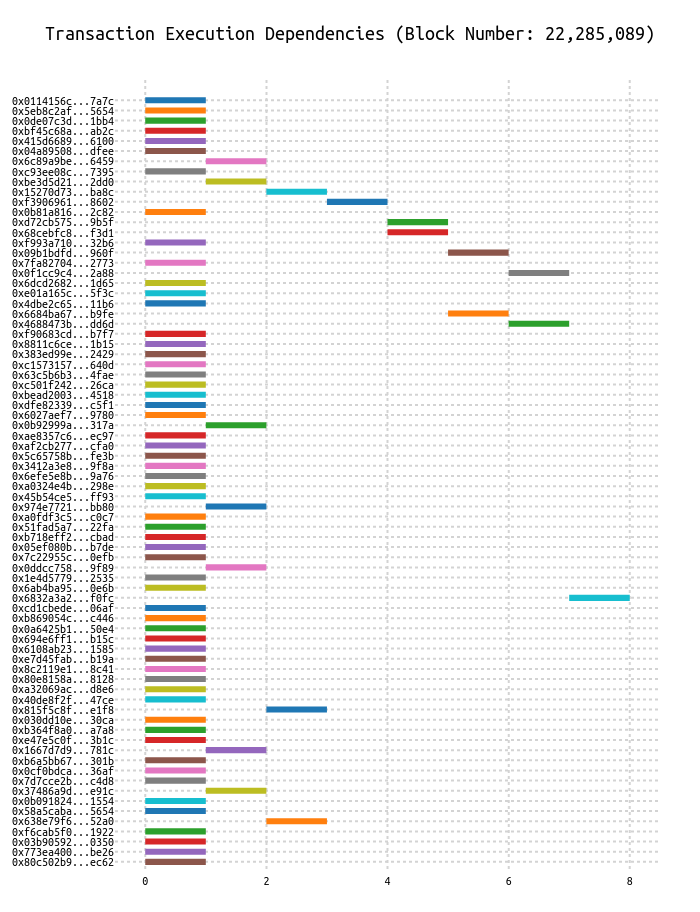 Transaction Execution Dependencies (Block Number: 22,285,089)
0x0114156c...7a7c
0x5eb8c2af...5654
0x0de07c3d...1bb4
0xbf45c68a...ab2c
0x415d6689...6100
0x04a89508...dfee
0x6c89a9be...6459
0xc93ee08c...7395
0xbe3d5d21...2dd0
0x15270d73...ba8c
0xf3906961...8602
0x0b81a816...2c82
0xd72cb575...9b5f
0x68cebfc8...f3d1
0xf993a710...32b6
0x09b1bdfd...960f
0x7fa82704...2773
0x0f1cc9c4...2a88
0x6dcd2682...1d65
0xe01a165c...5f3c
0x4dbe2c65...11b6
0x6684ba67...b9fe
0x4688473b...dd6d
0xf90683cd...b7f7
0x8811c6ce...1b15
0x383ed99e...2429
0xc1573157...640d
0x63c5b6b3...4fae
0xc501f242...26ca
0xbead2003...4518
0xdfe82339...c5f1
0x6027aef7...9780
0x0b92999a...317a
0xae8357c6...ec97
0xaf2cb277...cfa0
0x5c65758b...fe3b
0x3412a3e8...9f8a
0x6efe5e8b...9a76
0xa0324e4b...298e
0x45b54ce5...ff93
0x974e7721...bb80
0xa0fdf3c5...c0c7
0x51fad5a7...22fa
0xb718eff2...cbad
0x05ef080b...b7de
0x7c22955c...0efb
0x0ddcc758...9f89
0x1e4d5779...2535
0x6ab4ba95...0e6b
0x6832a3a2...f0fc
0xcd1cbede...06af
0xb869054c...c446
0x0a6425b1...50e4
0x694e6ff1...b15c
0x6108ab23...1585
0xe7d45fab...b19a
0x8c2119e1...8c41
0x80e8158a...8128
0xa32069ac...d8e6
0x40de8f2f...47ce
0x815f5c8f...e1f8
0x030dd10e...30ca
0xb364f8a0...a7a8
0xe47e5c0f...3b1c
0x1667d7d9...781c
0xb6a5bb67...301b
0x0cf0bdca...36af
0x7d7cce2b...c4d8
0x37486a9d...e91c
0x0b091824...1554
0x58a5caba...5654
0x638e79f6...52a0
0xf6cab5f0...1922
0x03b90592...0350
0x773ea400...be26
0x80c502b9...ec62
0 2 4 6 8